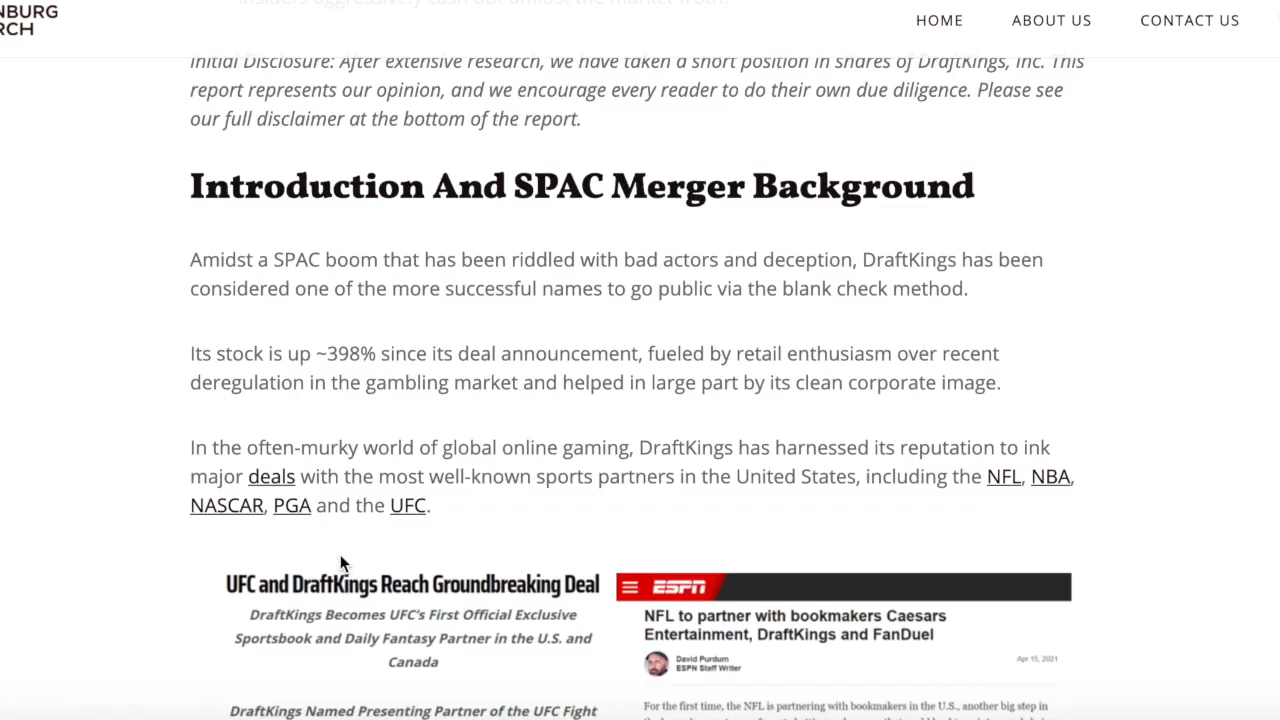 NBURG
RCH
HOME ABOUT US CONTACT US
insiders aggressively cash out amidst the market froth.
Initial Disclosure: After extensive research, we have taken a short position in shares of DraftKings, Inc. This
report represents our opinion, and we encourage every reader to do their own due diligence. Please see
our full disclaimer at the bottom of the report.
Introduction And SPAC Merger Background
Amidst a SPAC boom that has been riddled with bad actors and deception, DraftKings has been
considered one of the more successful names to go public via the blank check method.
Its stock is up ~398% since its deal announcement, fueled by retail enthusiasm over recent
deregulation in the gambling market and helped in large part by its clean corporate image.
In the often-murky world of global online gaming, DraftKings has harnessed its reputation to ink
major deals with the most well-known sports partners in the United States, including the NFL, NBA,
NASCAR, PGA and the UFC.
UFC and DraftKings Reach Groundbreaking Deal
DraftKings Becomes UFC's First Official Exclusive
Sportsbook and Daily Fantasy Partner in the U.S. and
Canada
DraftKings Named Presenting Partner of the UFC Fight
ESPN
NFL to partner with bookmakers Caesars
Entertainment, DraftKings and FanDuel
David Purdum
ESPN Staff Writer
Apr 15, 2021
For the first time, the NFL is partnering with bookmakers in the U.S., another big step in